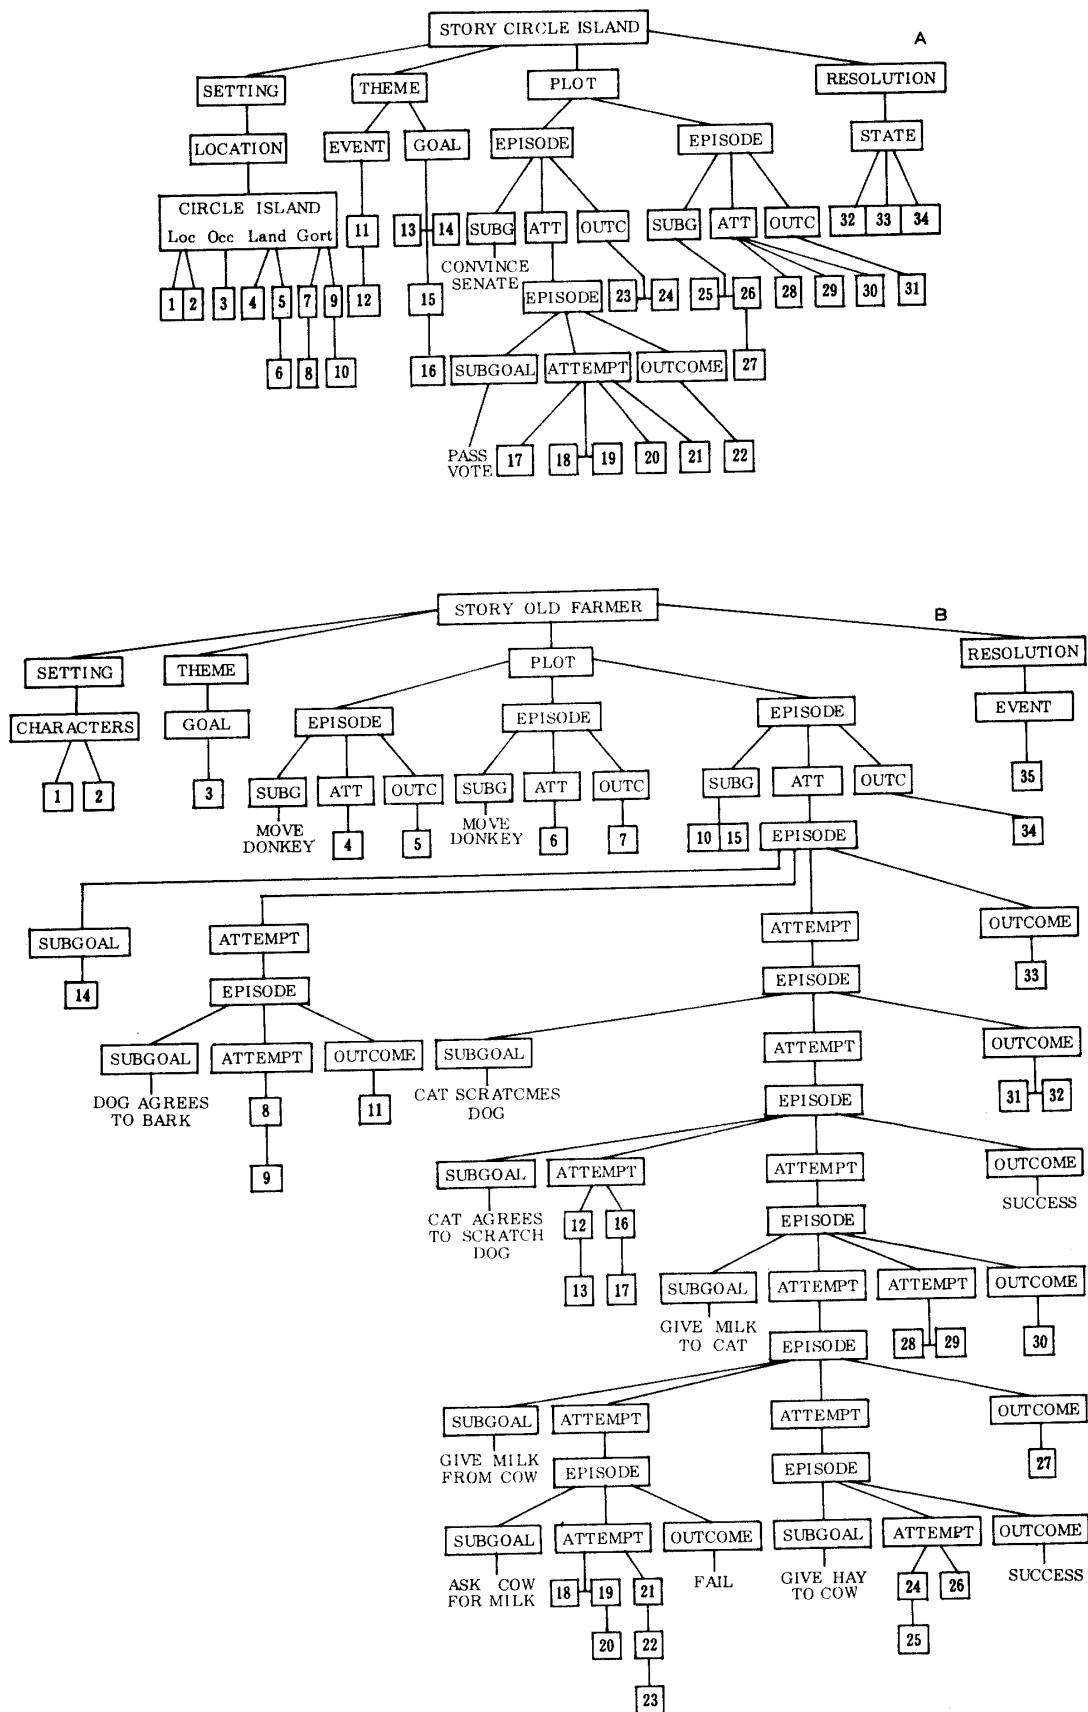 STORY CIRCLE ISLAND
A
SETTING THEME PLOT RESOLUTION
LOCATION EVENT GOAL EPISODE EPISODE STATE
CIRCLE ISLAND
Loc Occ Land Gort
11 13 14 SUBG ATT OUTC SUBG ATT OUTC 32 33 34
CONVINCE
SENATE
1 2 3 4 5 7 9 12 15 EPISODE 23 24 25 26 28 29 30 31
6 8 10 16 SUBGOAL ATTEMPT OUTCOME 27
PASS
VOTE
17 18 19 20 21 22
STORY OLD FARMER
B
SETTING THEME PLOT RESOLUTION
CHARACTERS GOAL EPISODE EPISODE EPISODE EVENT
1 2 3 SUBG ATT OUTC SUBG ATT OUTC SUBG ATT OUTC 35
MOVE
DONKEY
4 5
MOVE
DONKEY
6 7 10 15 EPISODE 34
SUBGOAL ATTEMPT ATTEMPT OUTCOME
14 EPISODE EPISODE 33
SUBGOAL ATTEMPT OUTCOME SUBGOAL ATTEMPT OUTCOME
DOG AGREES
TO BARK
8 11
CAT SCRATCMES
DOG
EPISODE 31 32
9 SUBGOAL ATTEMPT ATTEMPT OUTCOME
CAT AGREES
TO SCRATCH
DOG
12 16 EPISODE SUCCESS
13 17 SUBGOAL ATTEMPT ATTEMPT OUTCOME
GIVE MILK
TO CAT
EPISODE 28 29 30
SUBGOAL ATTEMPT ATTEMPT OUTCOME
GIVE MILK
FROM COW
EPISODE EPISODE 27
SUBGOAL ATTEMPT OUTCOME SUBGOAL ATTEMPT OUTCOME
ASK COW
FOR MILK
18 19 21 FAIL
GIVE HAY
TO COW
24 26 SUCCESS
20 22 25
23